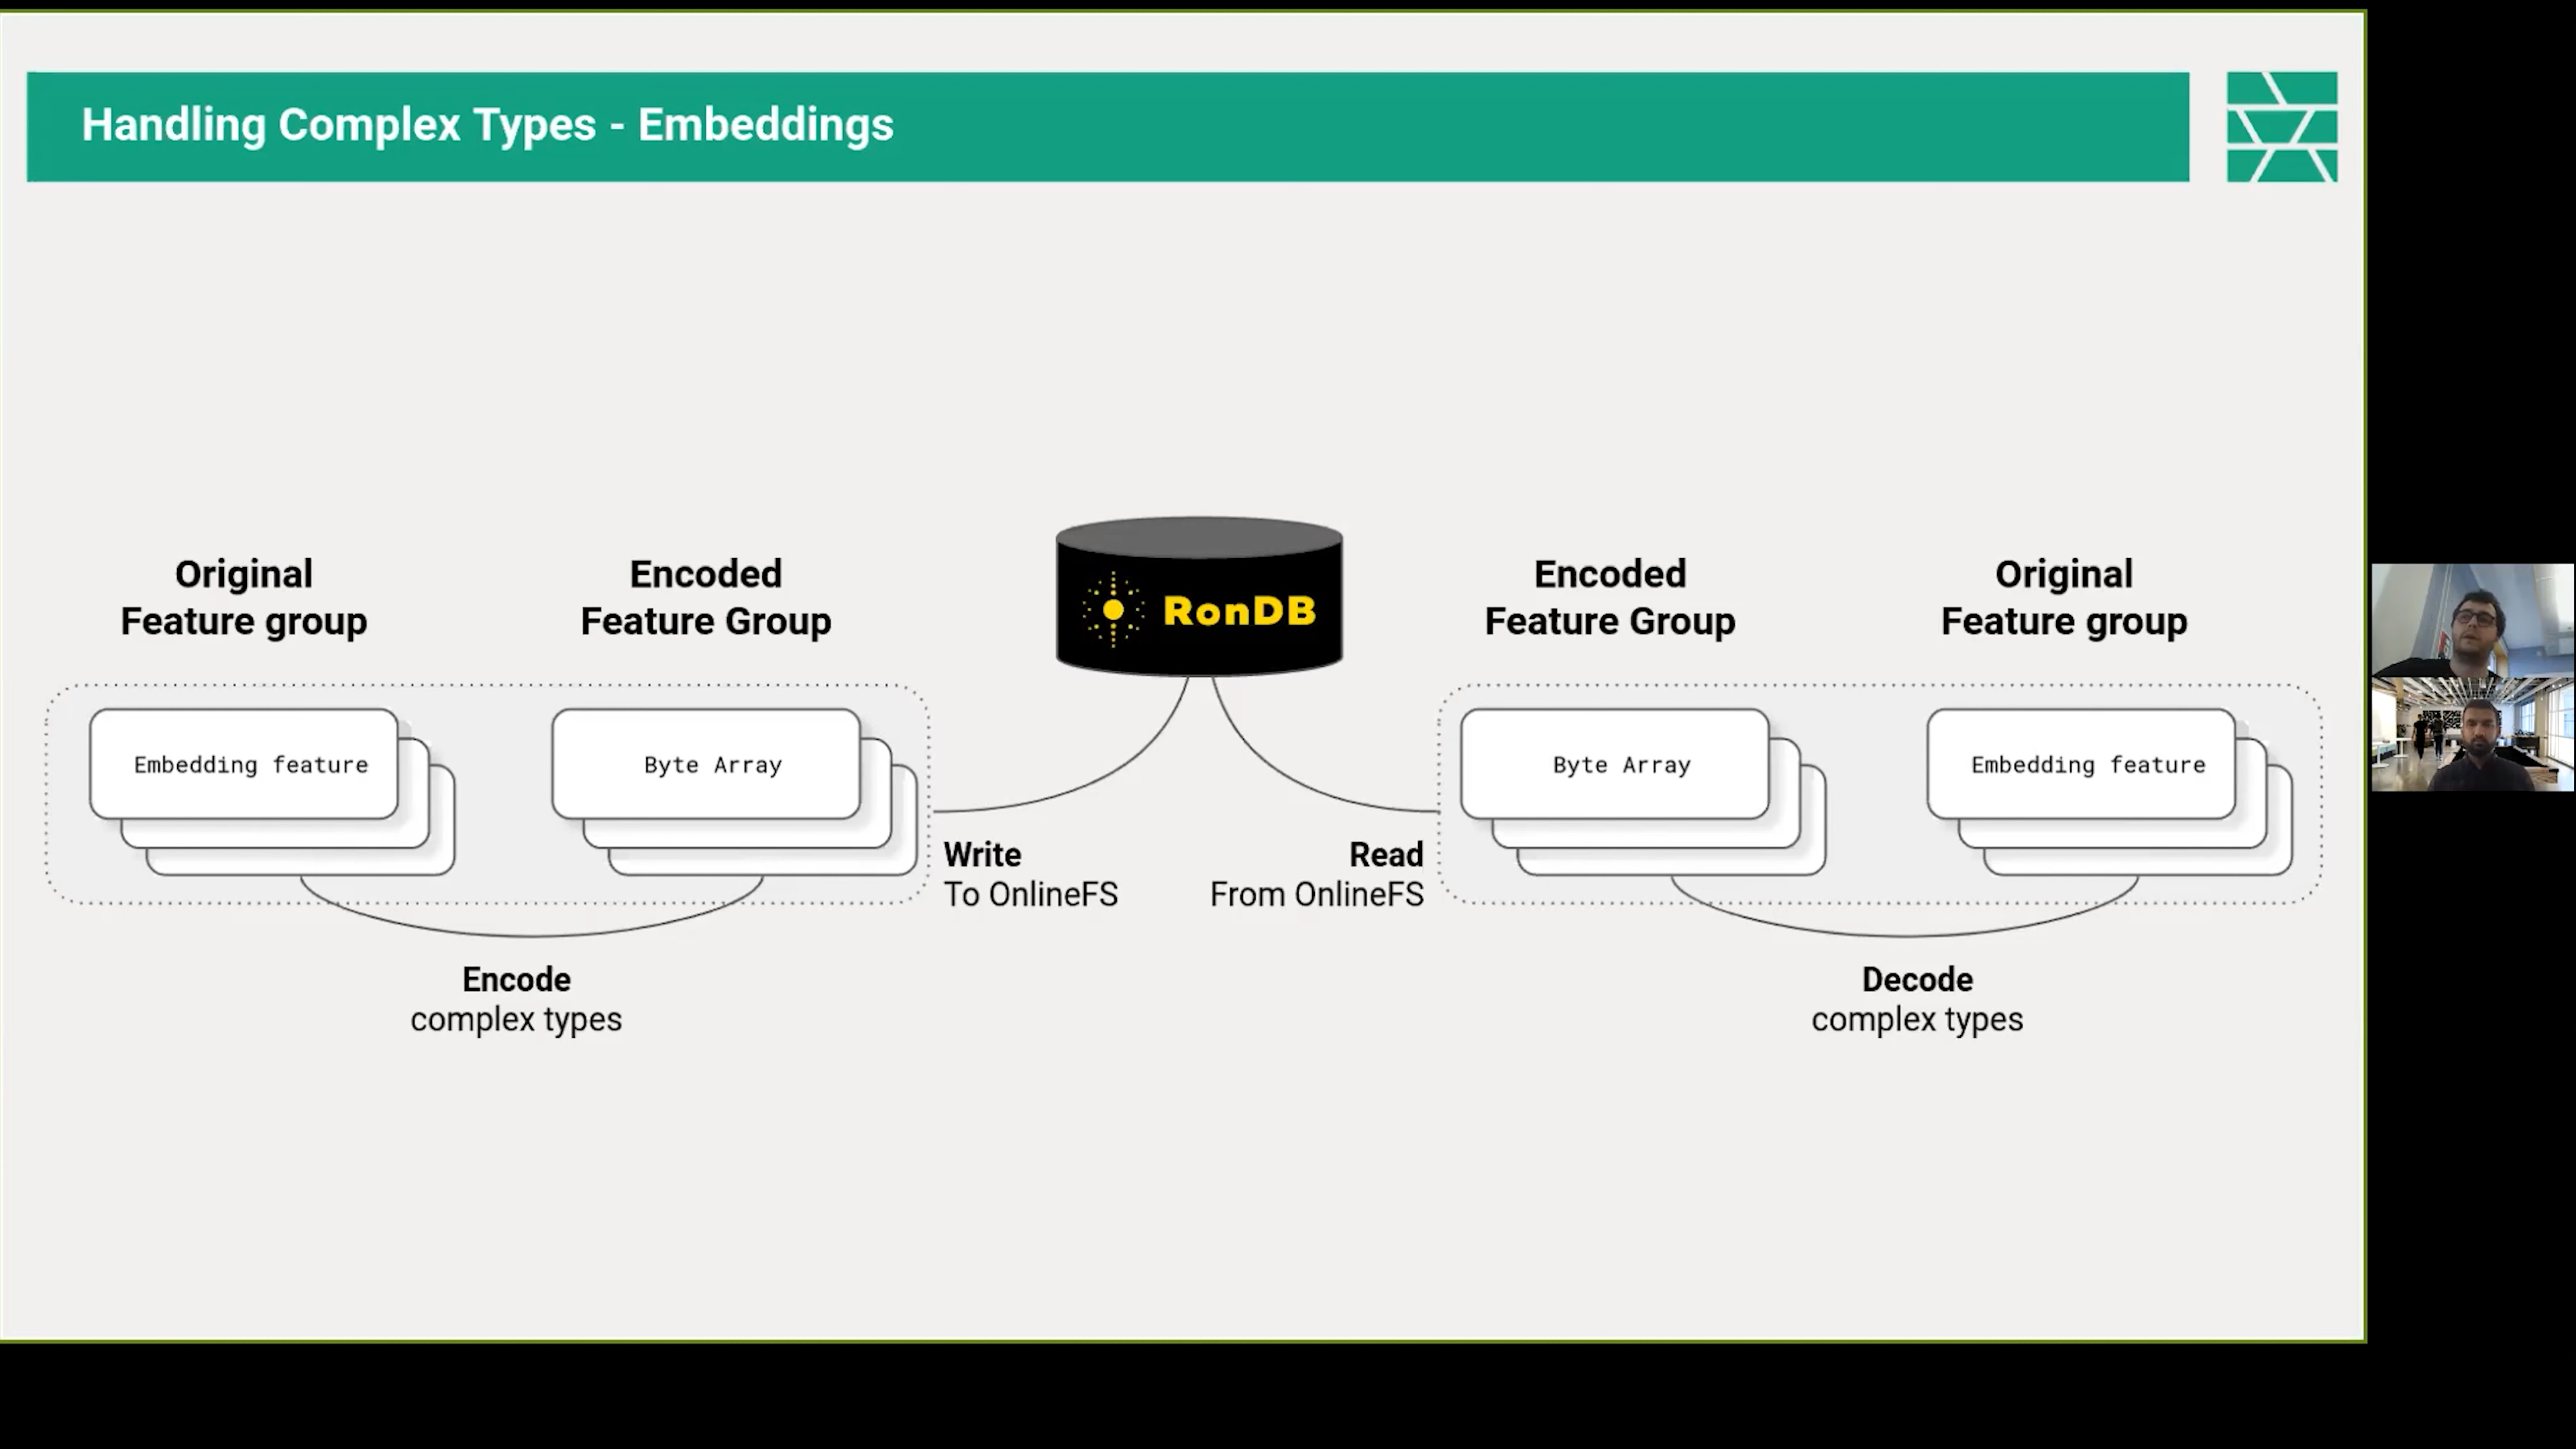 Handling Complex Types - Embeddings
Original
Feature group
Encoded
Feature Group
RonDB
Encoded
Feature Group
Original
Feature group
Embedding feature
Byte Array
Byte Array
Embedding feature
Write
To OnlineFS
Read
From OnlineFS
Encode
complex types
Decode
complex types